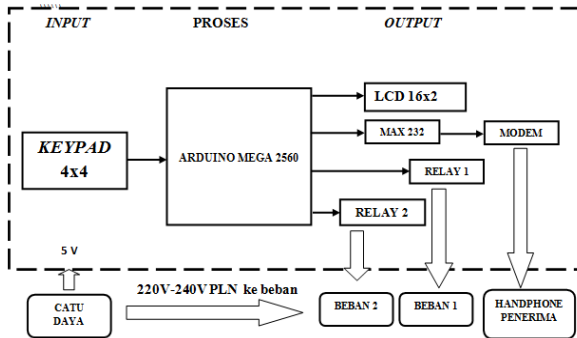 INPUT
PROSES
OUTPUT
LCD 16x2
KEYPAD
4x4
ARDUINO MEGA 2560
MAX 232
MODEM
RELAY 1
RELAY 2
5 V
CATU
DAYA
220V-240V PLN ke beban
BEBAN 2
BEBAN 1
HANDPHONE
PENERIMA